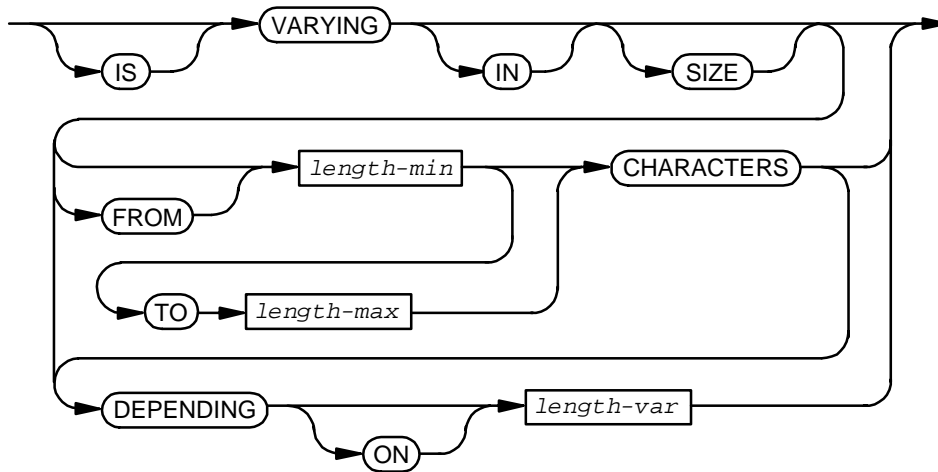 VARYING
IS IN SIZE
length-min CHARACTERS
FROM
TO length-max
DEPENDING length-var
ON